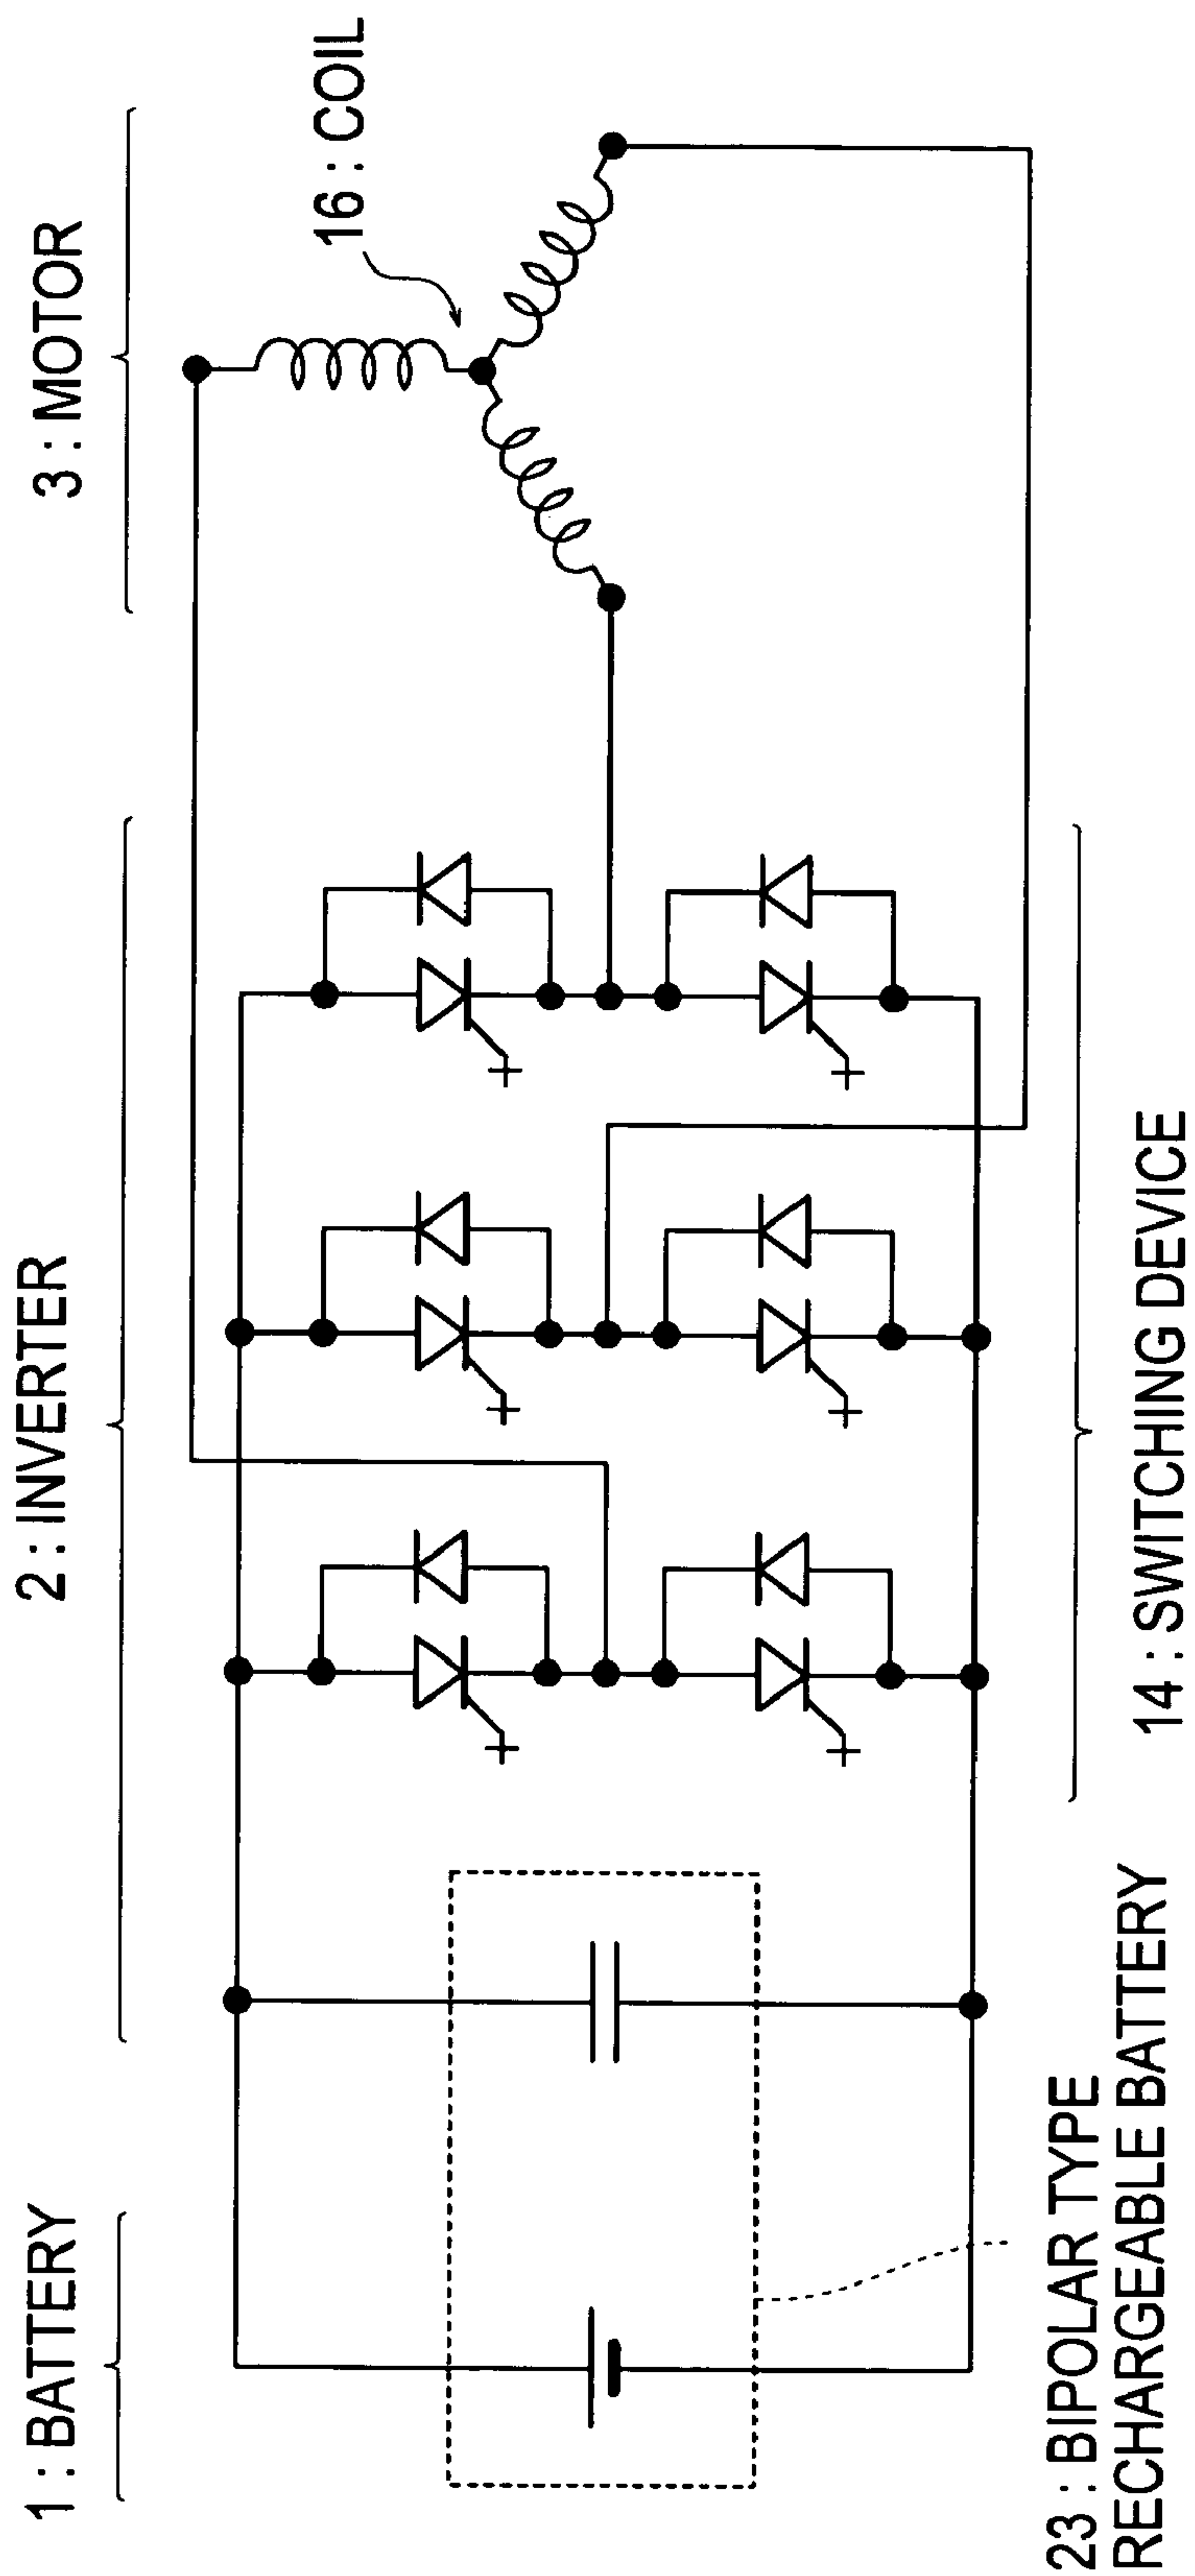 1 : BATTERY
2 : INVERTER
3 : MOTOR
16 : COIL
23 : BIPOLAR TYPE
RECHARGEABLE BATTERY
14 : SWITCHING DEVICE